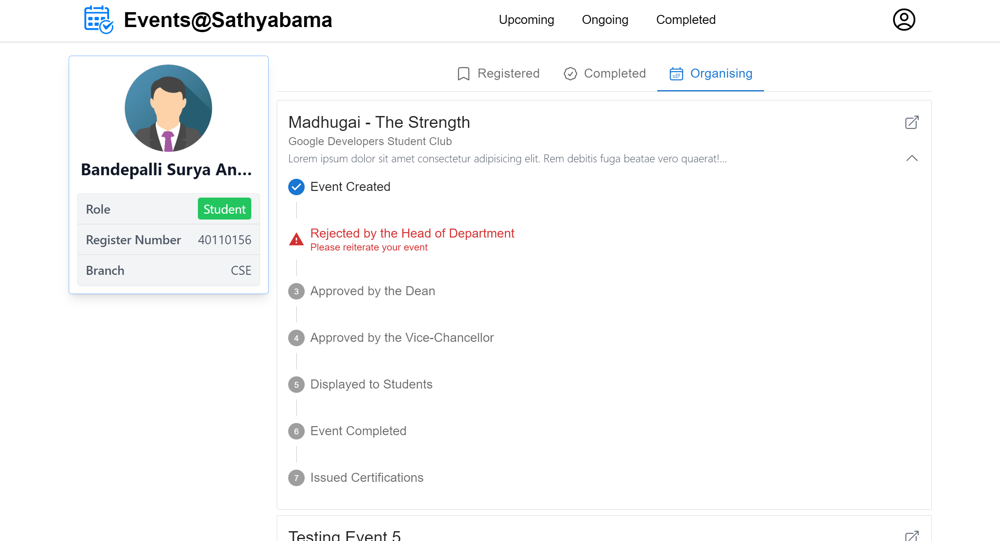 Events@Sathyabama
Upcoming Ongoing Completed
Bandepalli Surya An...
Role Student
Register Number 40110156
Branch CSE
Registered Completed Organising
Madhugai - The Strength
Google Developers Student Club
Lorem ipsum dolor sit amet consectetur adipisicing elit. Rem debitis fuga beatae vero quaerat!...
Event Created
Rejected by the Head of Department
Please reiterate your event
3 Approved by the Dean
4 Approved by the Vice-Chancellor
5 Displayed to Students
6 Event Completed
7 Issued Certifications
Testing Event 5